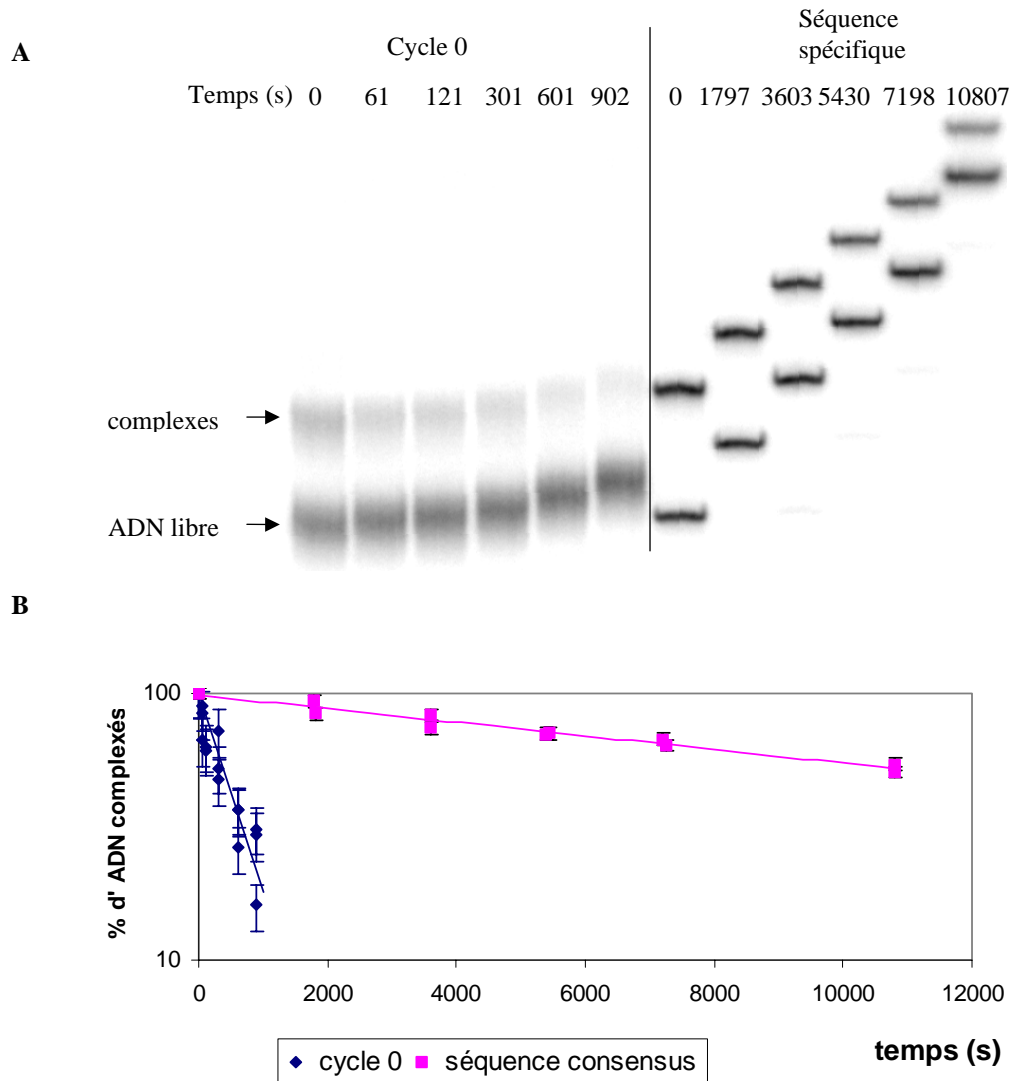 A
Cycle 0
Séquence
spécifique
Temps (s) 0 61 121 301 601 902 0 1797 3603 5430 7198 10807
complexes
ADN libre
B
% d' ADN complexés
100
10
0 2000 4000 6000 8000 10000 12000
temps (s)
cycle 0 séquence consensus